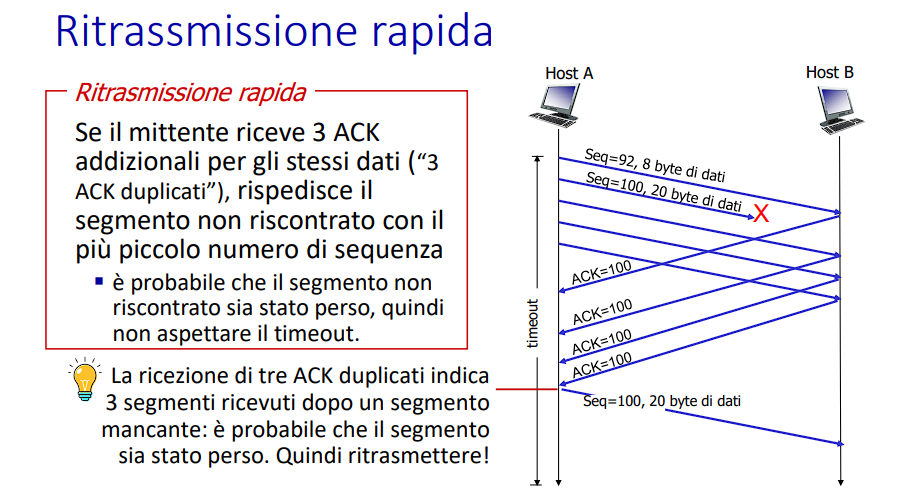 Ritrassmissione rapida
Ritrasmissione rapida
Se il mittente riceve 3 ACK
addizionali per gli stessi dati (“3
ACK duplicati”), rispedisce il
segmento non riscontrato con il
più piccolo numero di sequenza
▪ è probabile che il segmento non
riscontrato sia stato perso, quindi
non aspettare il timeout.
La ricezione di tre ACK duplicati indica
3 segmenti ricevuti dopo un segmento
mancante: è probabile che il segmento
sia stato perso. Quindi ritrasmettere!
Host A
Host B
Seq=92, 8 byte di dati
Seq=100, 20 byte di dati
X
ACK=100
ACK=100
ACK=100
ACK=100
timeout
Seq=100, 20 byte di dati